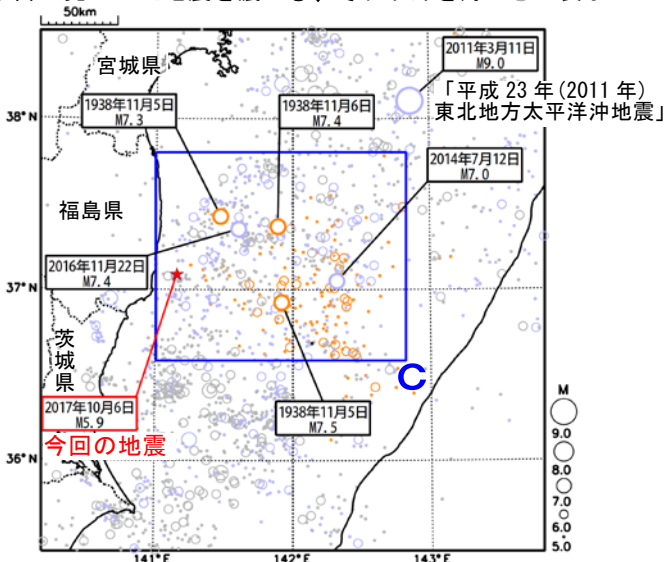 50km
宮城県
2011年3月11日
M9.0
「平成 23 年(2011 年)
東北地方太平洋沖地震」
1938年11月5日
M7.3
1938年11月6日
M7.4
38°N
2014年7月12日
M7.0
福島県
2016年11月22日
M7.4
37°N
茨城県
C
2017年10月6日
M5.9
今回の地震
1938年11月5日
M7.5
36°N
M
9.0
8.0
7.0
6.0
5.0
141°E
142°E
143°E